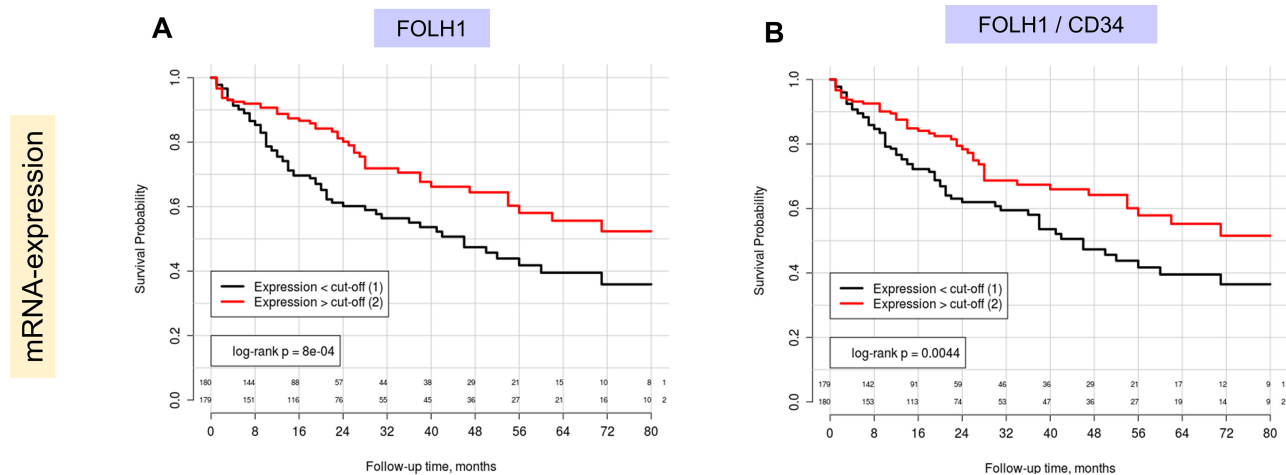 A
FOLH1
B
FOLH1 / CD34
mRNA-expression
Survival Probability
1.0
0.8
0.6
0.4
0.2
0.0
Expression < cut-off (1)
Expression > cut-off (2)
log-rank p = 8e-04
180 144 88 57 44 38 29 21 15 10 8 1
179 151 116 76 55 45 36 27 21 16 10 2
0 8 16 24 32 40 48 56 64 72 80
Follow-up time, months
Survival Probability
1.0
0.8
0.6
0.4
0.2
0.0
Expression < cut-off (1)
Expression > cut-off (2)
log-rank p = 0.0044
179 142 91 59 46 36 29 21 17 12 9 1
180 153 113 74 53 47 36 27 19 14 9 2
0 8 16 24 32 40 48 56 64 72 80
Follow-up time, months